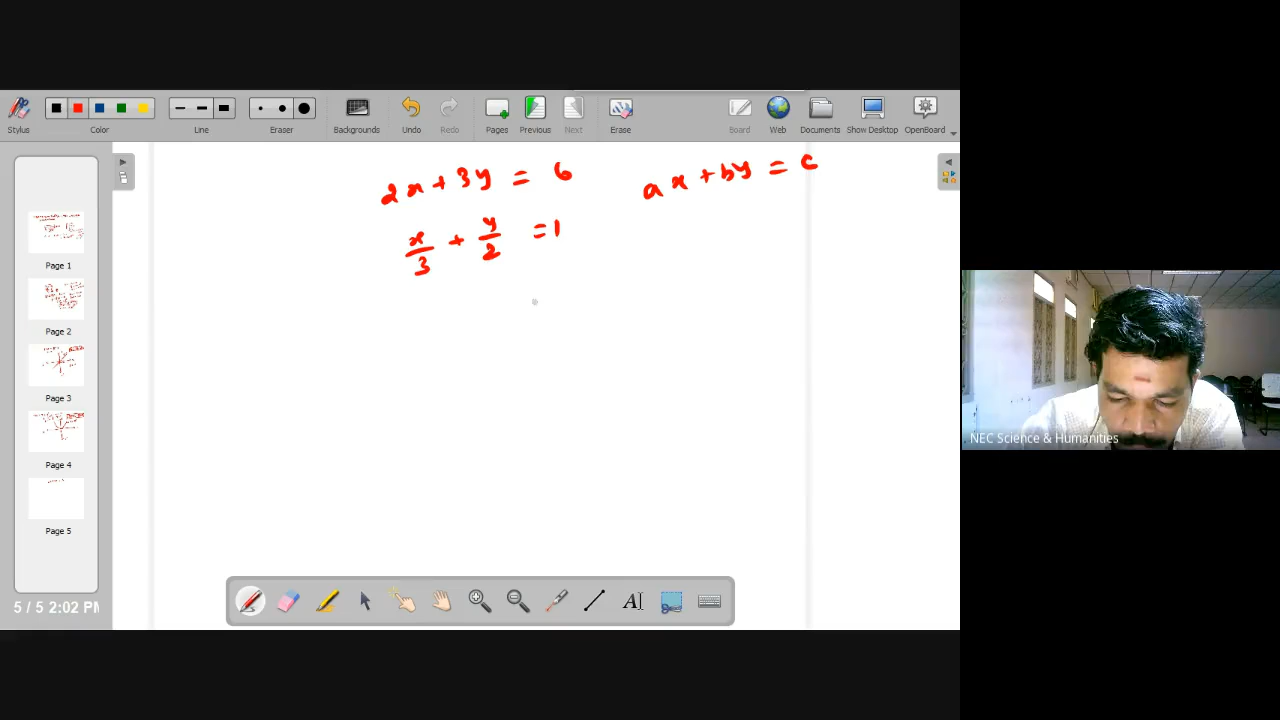 Stylus Color Line Eraser Backgrounds Undo Redo Pages Previous Next Erase Board Web Documents Show Desktop OpenBoard
2x + 3y = 6 ax + by = c
x/3 + y/2 = 1
Page 1
Page 2
Page 3
Page 4
Page 5
5 / 5 2:02 PM
NEC Science & Humanities